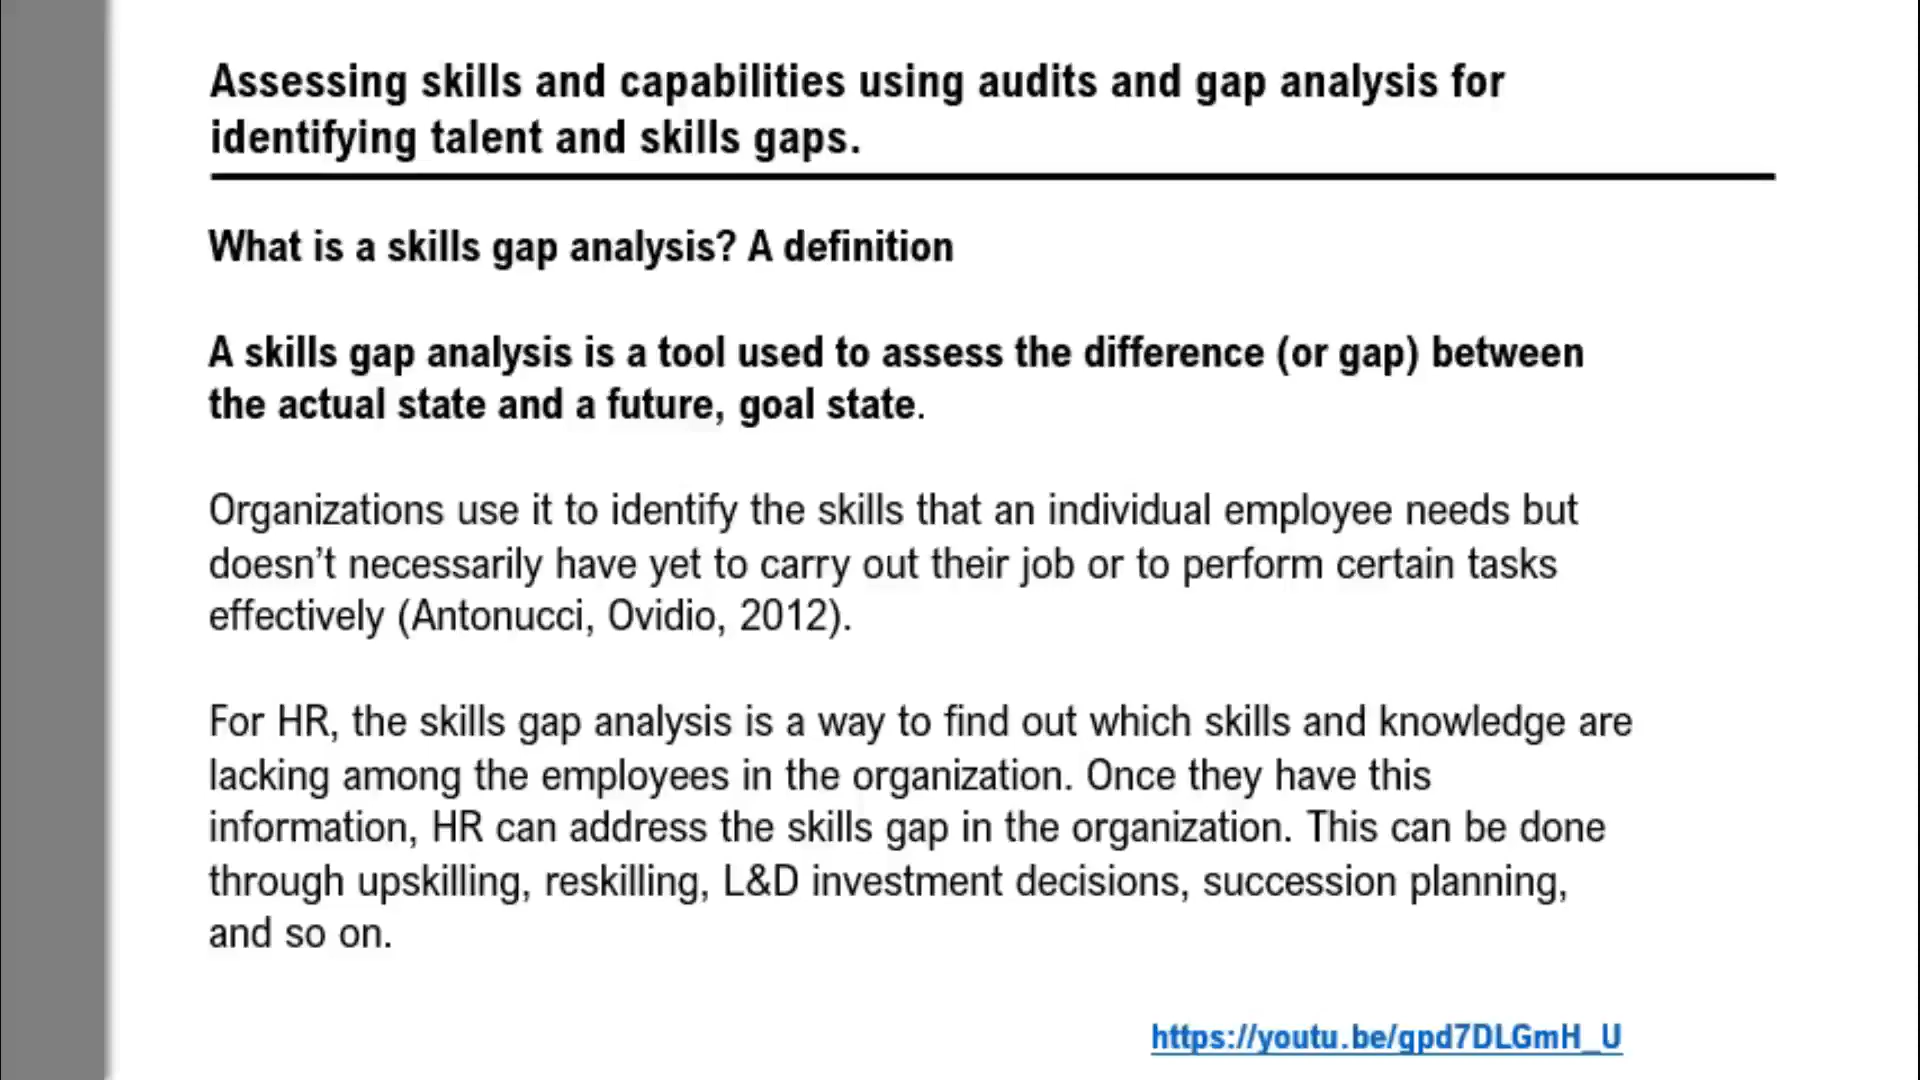 Assessing skills and capabilities using audits and gap analysis for
identifying talent and skills gaps.
What is a skills gap analysis? A definition
A skills gap analysis is a tool used to assess the difference (or gap) between
the actual state and a future, goal state.
Organizations use it to identify the skills that an individual employee needs but
doesn’t necessarily have yet to carry out their job or to perform certain tasks
effectively (Antonucci, Ovidio, 2012).
For HR, the skills gap analysis is a way to find out which skills and knowledge are
lacking among the employees in the organization. Once they have this
information, HR can address the skills gap in the organization. This can be done
through upskilling, reskilling, L&D investment decisions, succession planning,
and so on.
https://youtu.be/gpd7DLGmH_U